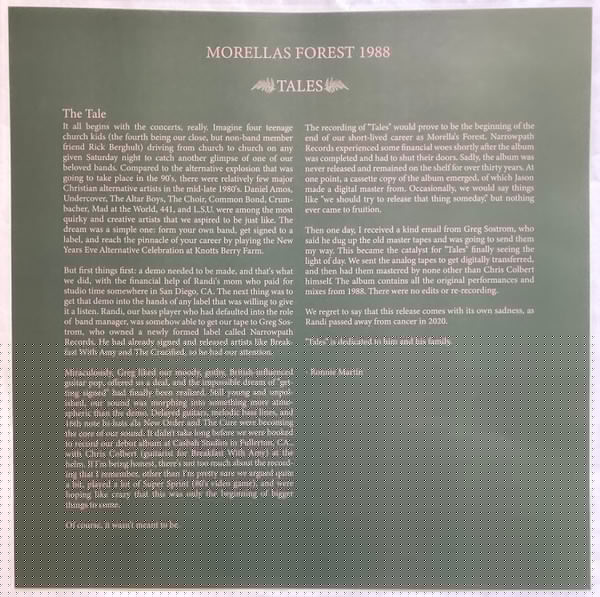 MORELLAS FOREST 1988
TALES
The Tale
It all begins with the concerts, really. Imagine four teenage
church kids (the fourth being our close, but non-band member
friend Rick Berghult) driving from church to church on any
given Saturday night to catch another glimpse of one of our
beloved bands. Compared to the alternative explosion that was
going to take place in the 90's, there were relatively few major
Christian alternative artists in the mid-late 1980's. Daniel Amos,
Undercover, The Altar Boys, The Choir, Common Bond, Crum-
bacher, Mad at the World, 441, and L.S.U. were among the most
quirky and creative artists that we aspired to be just like. The
dream was a simple one: form your own band, get signed to a
label, and reach the pinnacle of your career by playing the New
Years Eve Alternative Celebration at Knotts Berry Farm.
But first things first: a demo needed to be made, and that's what
we did, with the financial help of Randi's mom who paid for
studio time somewhere in San Diego, CA. The next thing was to
get that demo into the hands of any label that was willing to give
it a listen. Randi, our bass player who had defaulted into the role
of band manager, was somehow able to get our tape to Greg Sos-
trom, who owned a newly formed label called Narrowpath
Records. He had already signed and released artists like Break-
fast With Amy and The Crucified, so he had our attention.
Miraculously, Greg liked our moody, gothy, British-influenced
guitar pop, offered us a deal, and the impossible dream of "get-
ting signed" had finally been realized. Still young and unpol-
ished, our sound was morphing into something more atmo-
spheric than the demo. Delayed guitars, melodic bass lines, and
16th note hi-hats ala New Order and The Cure were becoming
the core of our sound. It didn't take long before we were booked
to record our debut album at Casbah Studios in Fullerton, CA.,
with Chris Colbert (guitarist for Breakfast With Amy) at the
helm. If I'm being honest, there's not too much about the record-
ing that I remember, other than I'm pretty sure we argued quite
a bit, played a lot of Super Sprint (80's video game), and were
hoping like crazy that this was only the beginning of bigger
things to come.
Of course, it wasn't meant to be.
The recording of "Tales" would prove to be the beginning of the
end of our short-lived career as Morella's Forest. Narrowpath
Records experienced some financial woes shortly after the album
was completed and had to shut their doors. Sadly, the album was
never released and remained on the shelf for over thirty years. At
one point, a cassette copy of the album emerged, of which Jason
made a digital master from. Occasionally, we would say things
like "we should try to release that thing someday," but nothing
ever came to fruition.
Then one day, I received a kind email from Greg Sostrom, who
said he dug up the old master tapes and was going to send them
my way. This became the catalyst for "Tales" finally seeing the
light of day. We sent the analog tapes to get digitally transferred,
and then had them mastered by none other than Chris Colbert
himself. The album contains all the original performances and
mixes from 1988. There were no edits or re-recording.
We regret to say that this release comes with its own sadness, as
Randi passed away from cancer in 2020.
"Tales" is dedicated to him and his family.
- Ronnie Martin